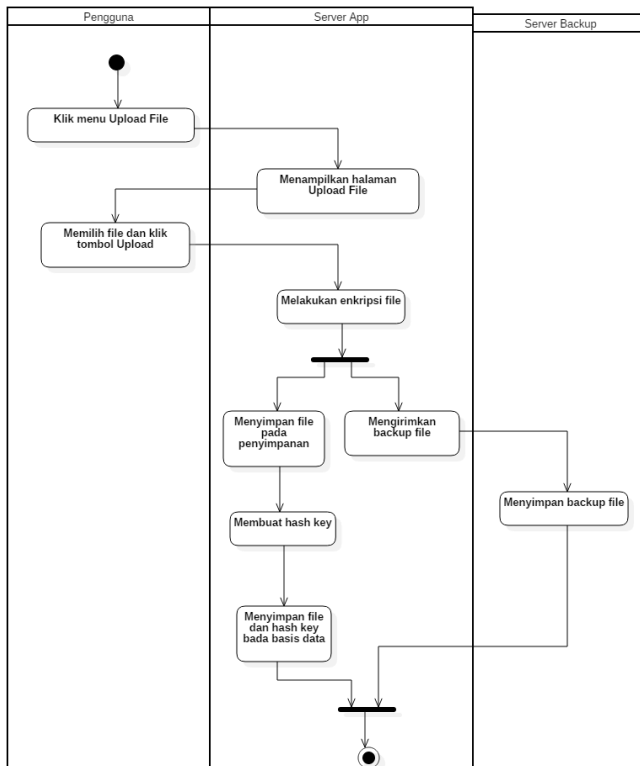 Pengguna
Server App
Server Backup
Klik menu Upload File
Menampilkan halaman
Upload File
Memilih file dan klik
tombol Upload
Melakukan enkripsi file
Menyimpan file
pada
penyimpanan
Mengirimkan
backup file
Menyimpan backup file
Membuat hash key
Menyimpan file
dan hash key
bada basis data